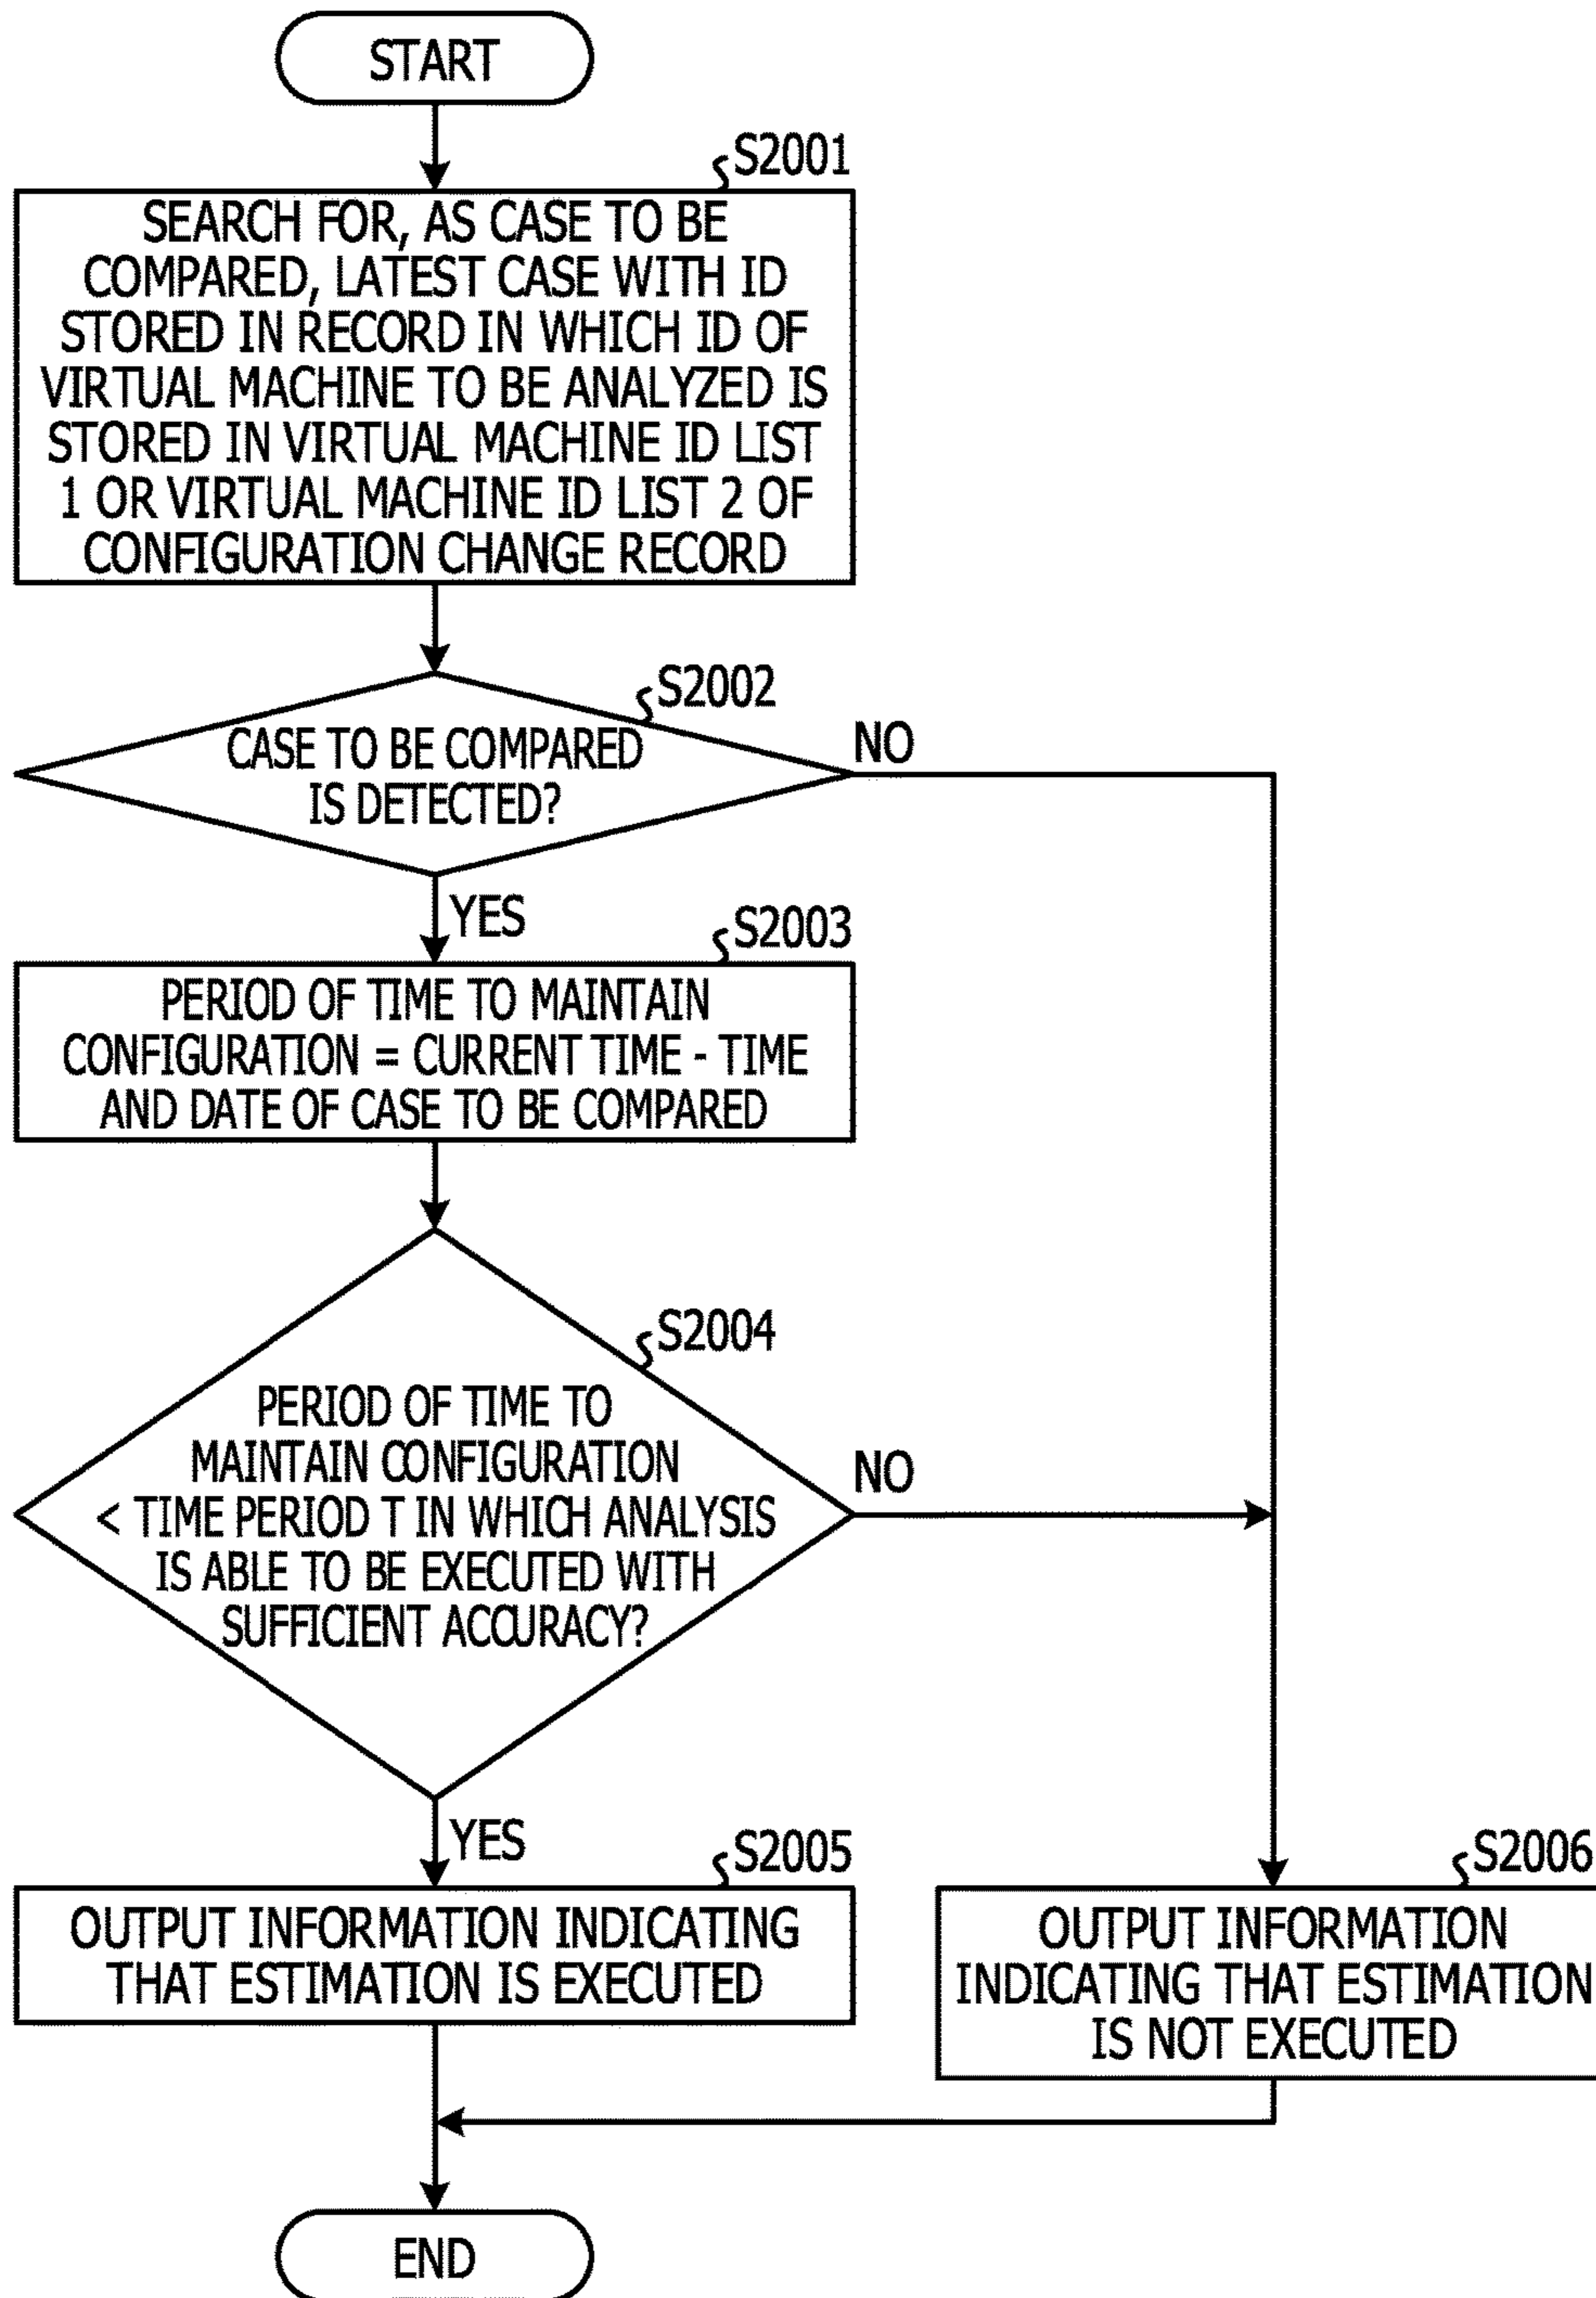 START
S2001
SEARCH FOR, AS CASE TO BE
COMPARED, LATEST CASE WITH ID
STORED IN RECORD IN WHICH ID OF
VIRTUAL MACHINE TO BE ANALYZED IS
STORED IN VIRTUAL MACHINE ID LIST
1 OR VIRTUAL MACHINE ID LIST 2 OF
CONFIGURATION CHANGE RECORD
S2002
CASE TO BE COMPARED
IS DETECTED?
NO
YES
S2003
PERIOD OF TIME TO MAINTAIN
CONFIGURATION = CURRENT TIME - TIME
AND DATE OF CASE TO BE COMPARED
S2004
PERIOD OF TIME TO
MAINTAIN CONFIGURATION
< TIME PERIOD T IN WHICH ANALYSIS
IS ABLE TO BE EXECUTED WITH
SUFFICIENT ACCURACY?
NO
YES
S2005
OUTPUT INFORMATION INDICATING
THAT ESTIMATION IS EXECUTED
S2006
OUTPUT INFORMATION
INDICATING THAT ESTIMATION
IS NOT EXECUTED
END